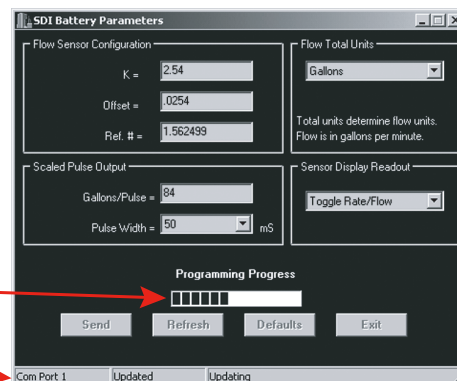 SDI Battery Parameters
Flow Sensor Configuration
K = 2.54
Offset = .0254
Ref. # = 1.562499
Flow Total Units
Gallons
Total units determine flow units.
Flow is in gallons per minute.
Scaled Pulse Output
Gallons/Pulse = 84
Pulse Width = 50 mS
Sensor Display Readout
Toggle Rate/Flow
Programming Progress
Send Refresh Defaults Exit
Com Port 1 Updated Updating